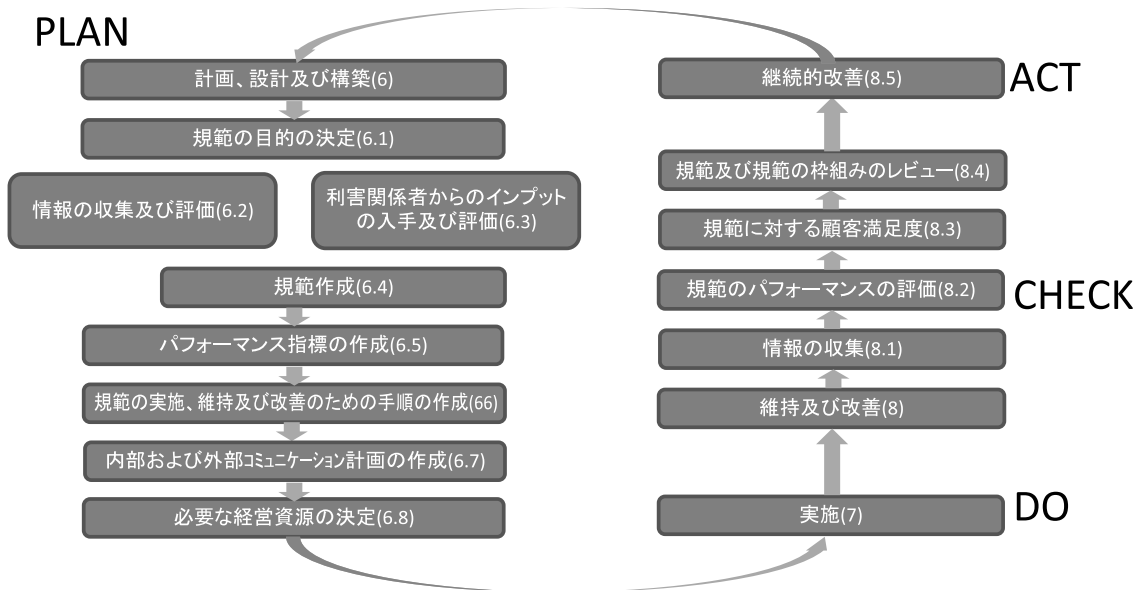 PLAN
計画、設計及び構築(6)
規範の目的の決定(6.1)
情報の収集及び評価(6.2)
利害関係者からのインプット
の入手及び評価(6.3)
規範作成(6.4)
パフォーマンス指標の作成(6.5)
規範の実施、維持及び改善のための手順の作成(66)
内部および外部ｺﾐｭﾆｹｰｼｮﾝ計画の作成(6.7)
必要な経営資源の決定(6.8)
ACT
継続的改善(8.5)
規範及び規範の枠組みのレビュー(8.4)
規範に対する顧客満足度(8.3)
規範のパフォーマンスの評価(8.2)
CHECK
情報の収集(8.1)
維持及び改善(8)
実施(7)
DO